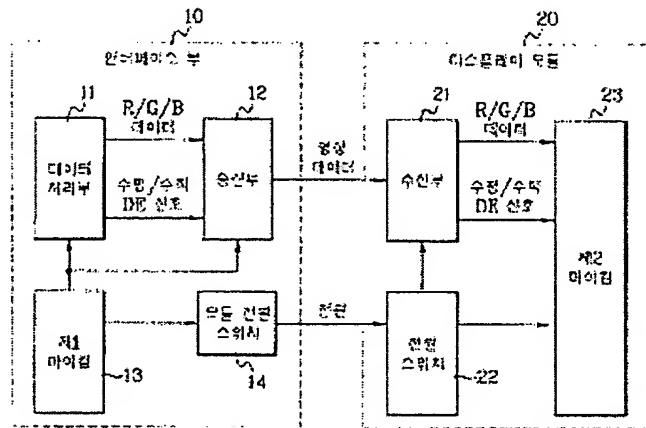 10
20
인터페이스 부
디스플레이 모듈
11
R/G/B
데이터
12
21
R/G/B
데이터
23
데이터
처리부
송신부
영상
데이터
수신부
수평/수직
DE 신호
수평/수직
DE 신호
제2
마이컴
제1
마이컴
모듈 전원
스위치
전원
전원
스위치
13
14
22